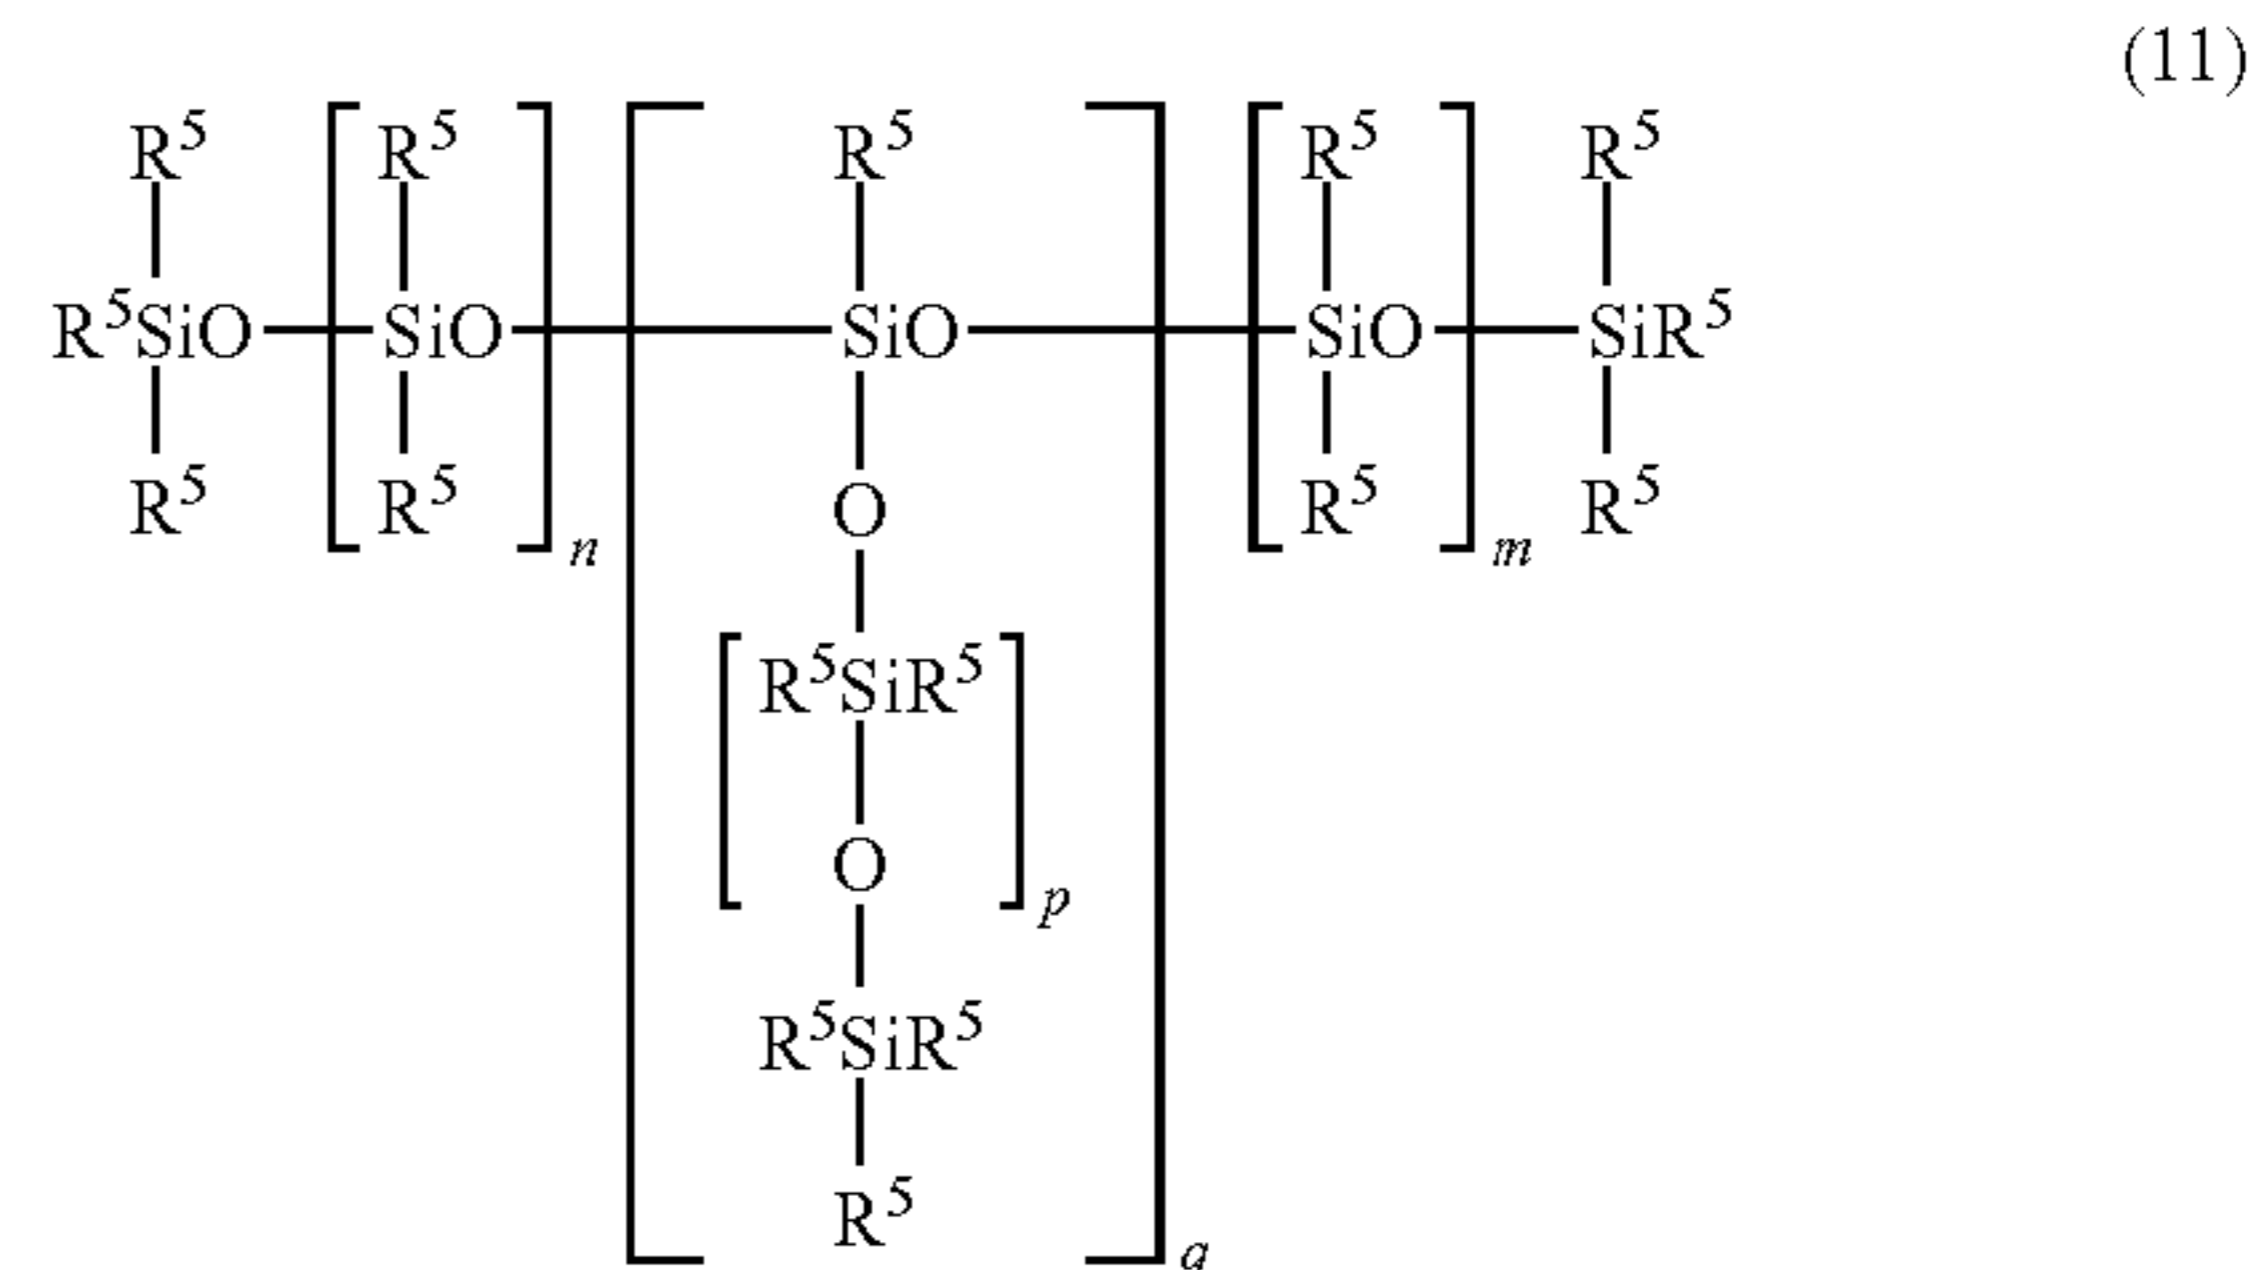 (11)
R⁵ R⁵ R⁵ R⁵ R⁵
R⁵SiO SiO SiO SiO SiR⁵
R⁵ R⁵ O R⁵ R⁵
n m
R⁵SiR⁵
O
p
R⁵SiR⁵
R⁵